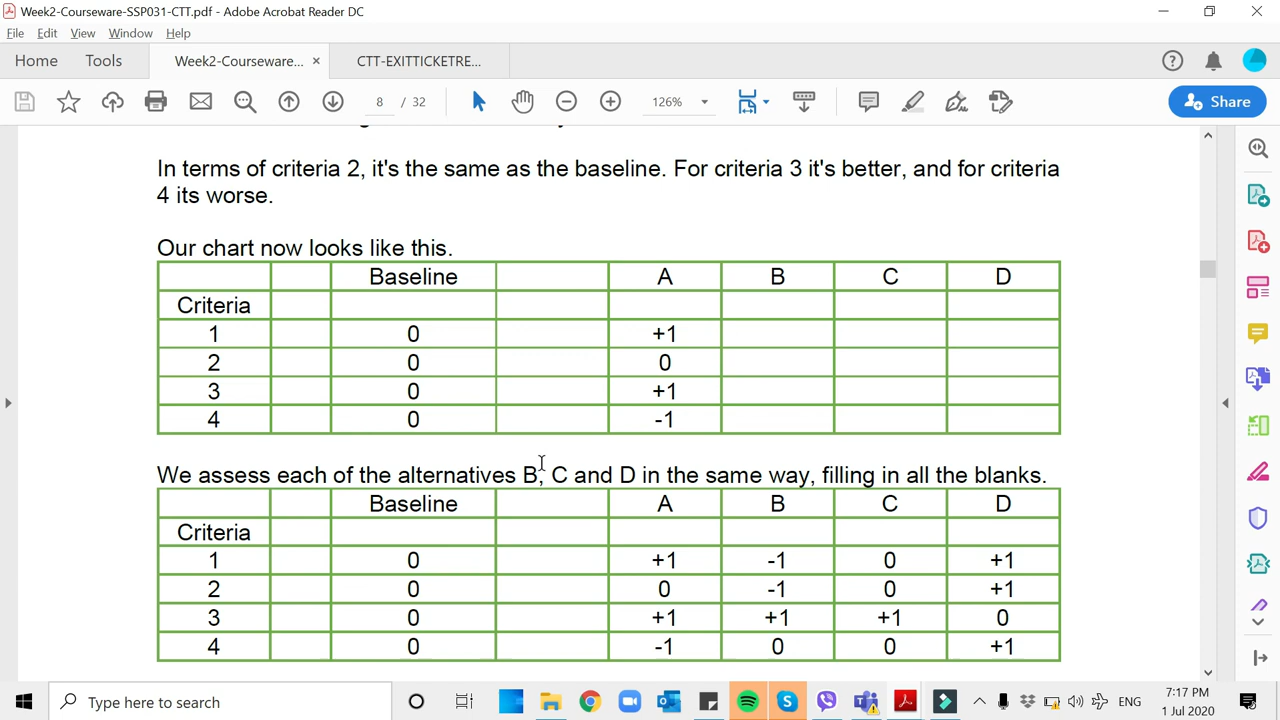 Week2-Courseware-SSP031-CTT.pdf - Adobe Acrobat Reader DC
File Edit View Window Help
Home Tools Week2-Courseware... × CTT-EXITTICKETRE...
8 / 32 126% Share
In terms of criteria 2, it's the same as the baseline. For criteria 3 it's better, and for criteria
4 its worse.
Our chart now looks like this.
Baseline A B C D
Criteria
1 0 +1
2 0 0
3 0 +1
4 0 -1
We assess each of the alternatives B, C and D in the same way, filling in all the blanks.
Baseline A B C D
Criteria
1 0 +1 -1 0 +1
2 0 0 -1 0 +1
3 0 +1 +1 +1 0
4 0 -1 0 0 +1
Type here to search
ENG
7:17 PM
1 Jul 2020